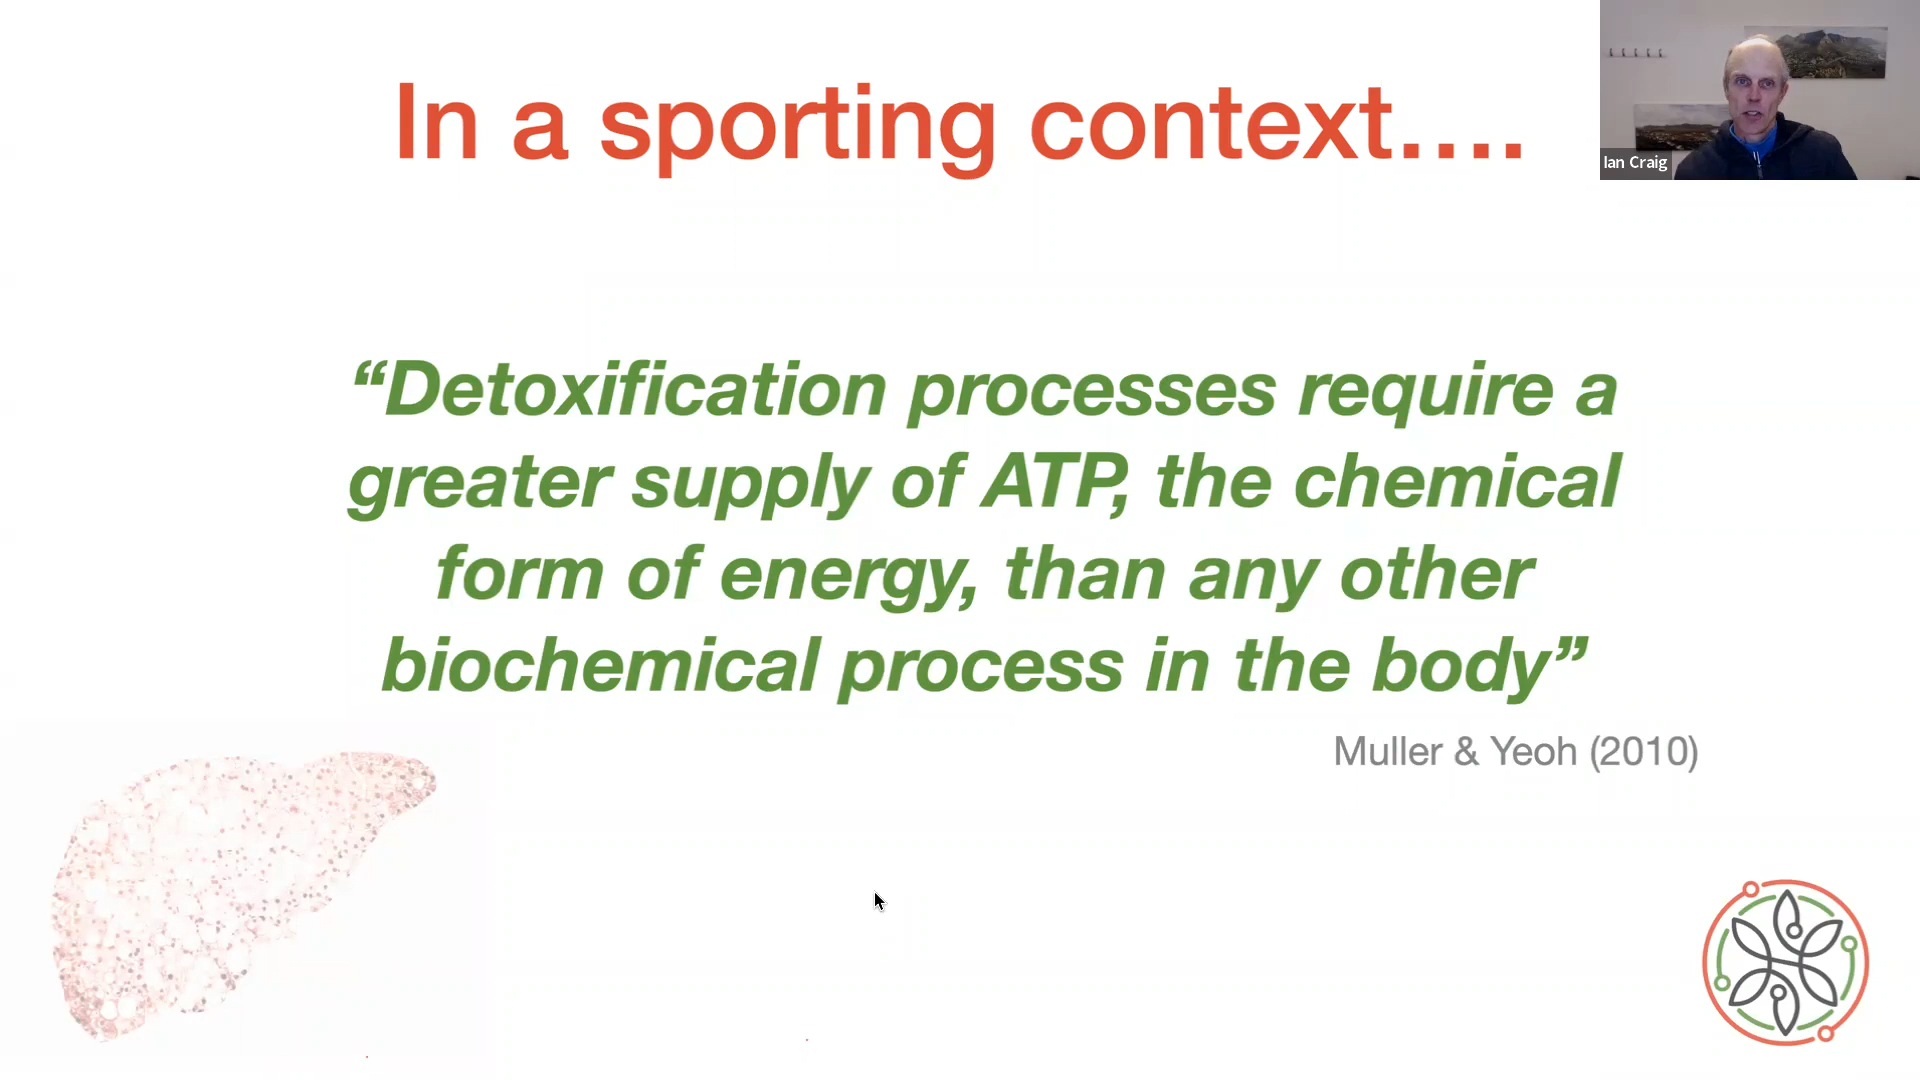 In a sporting context....
Ian Craig
“Detoxification processes require a
greater supply of ATP, the chemical
form of energy, than any other
biochemical process in the body”
Muller & Yeoh (2010)